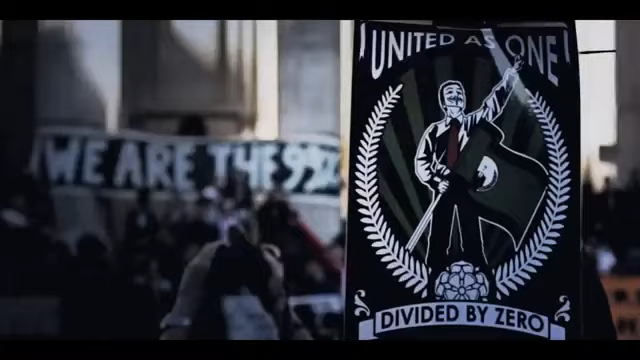 WE ARE THE 99%
UNITED AS ONE
DIVIDED BY ZERO